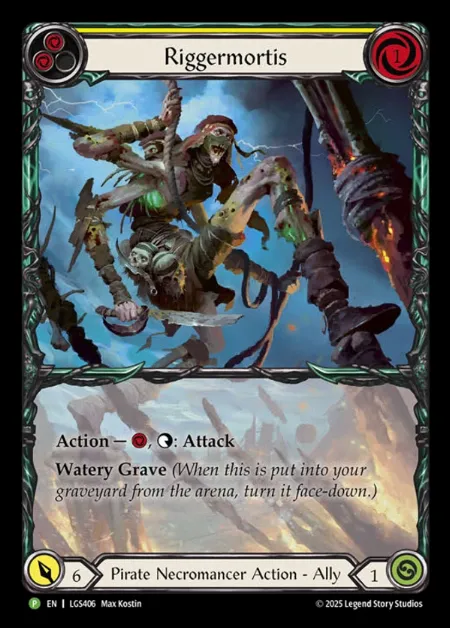 Riggermortis
1
Action — , : Attack
Watery Grave (When this is put into your
graveyard from the arena, turn it face-down.)
6
Pirate Necromancer Action - Ally
1
P EN | LGS406 Max Kostin
© 2025 Legend Story Studios